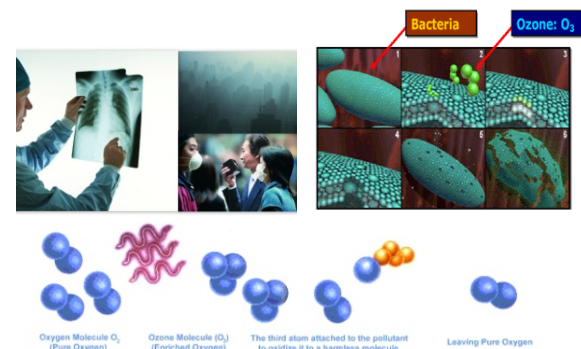 Bacteria
Ozone: O3
1
2
3
4
5
6
Oxygen Molecule O2
(Pure Oxygen)
Ozone Molecule (O3)
(Enriched Oxygen)
The third atom attached to the pollutant
to oxidize it to a harmless molecule
Leaving Pure Oxygen